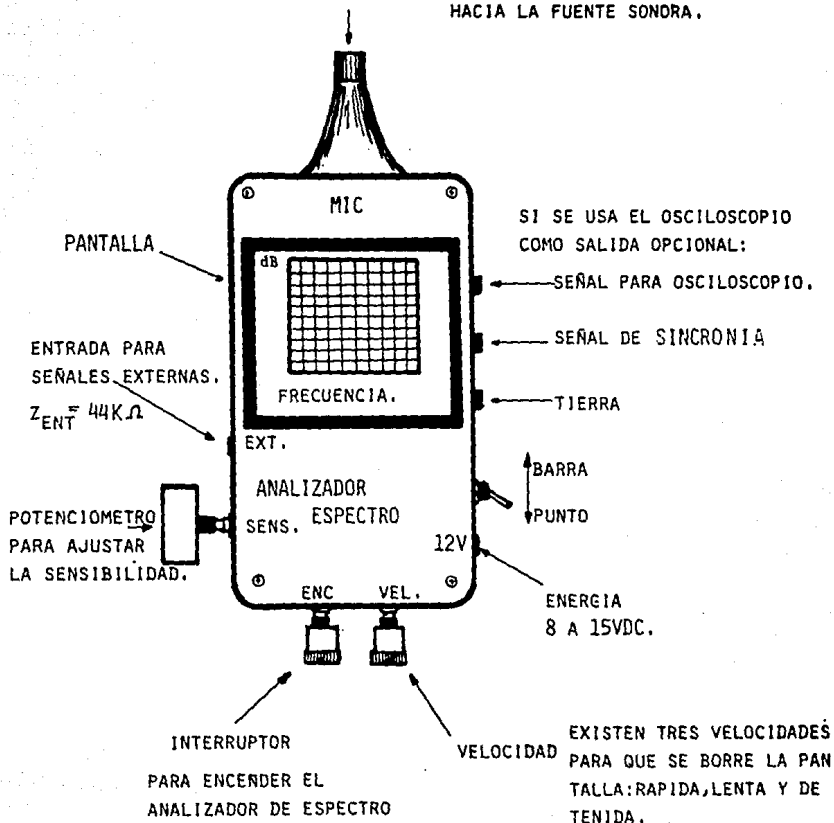 HACIA LA FUENTE SONORA.
MIC
PANTALLA
dB
FRECUENCIA.
SI SE USA EL OSCILOSCOPIO
COMO SALIDA OPCIONAL:
SEÑAL PARA OSCILOSCOPIO.
SEÑAL DE SINCRONIA
TIERRA
ENTRADA PARA
SEÑALES EXTERNAS.
ZENT = 44KΩ
EXT.
ANALIZADOR
ESPECTRO
BARRA
PUNTO
POTENCIOMETRO
PARA AJUSTAR
LA SENSIBILIDAD.
SENS.
12V
ENC
VEL.
ENERGIA
8 A 15VDC.
INTERRUPTOR
PARA ENCENDER EL
ANALIZADOR DE ESPECTRO
VELOCIDAD
EXISTEN TRES VELOCIDADES
PARA QUE SE BORRE LA PAN
TALLA:RAPIDA,LENTA Y DE
TENIDA.